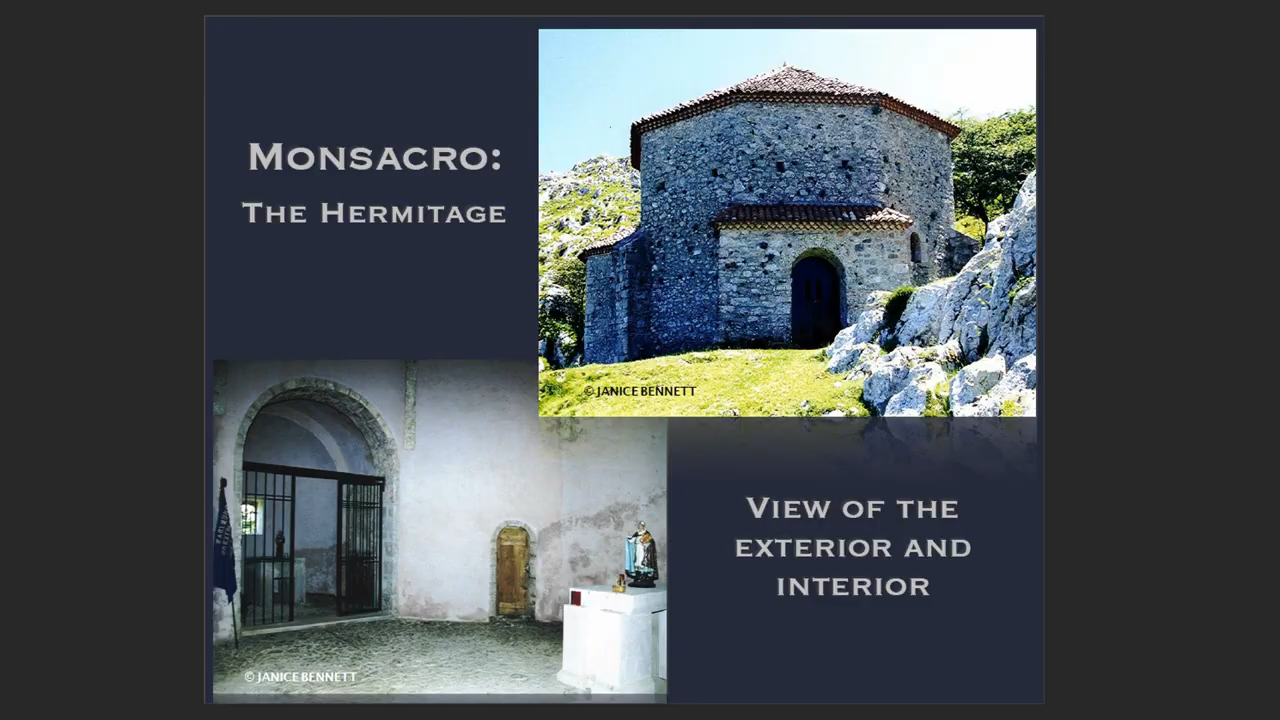 Monsacro:
The Hermitage
© JANICE BENNETT
View of the
exterior and
interior
© JANICE BENNETT